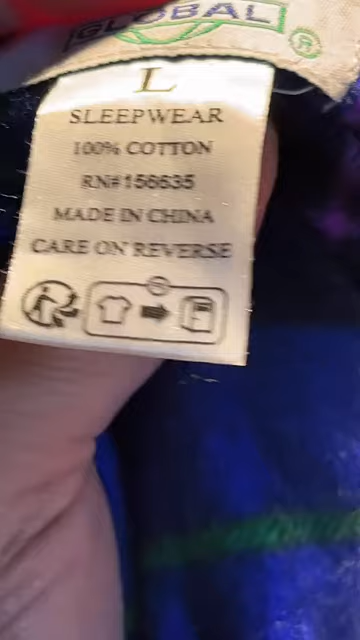 GLOBAL
®
L
SLEEPWEAR
100% COTTON
RN#156635
MADE IN CHINA
CARE ON REVERSE